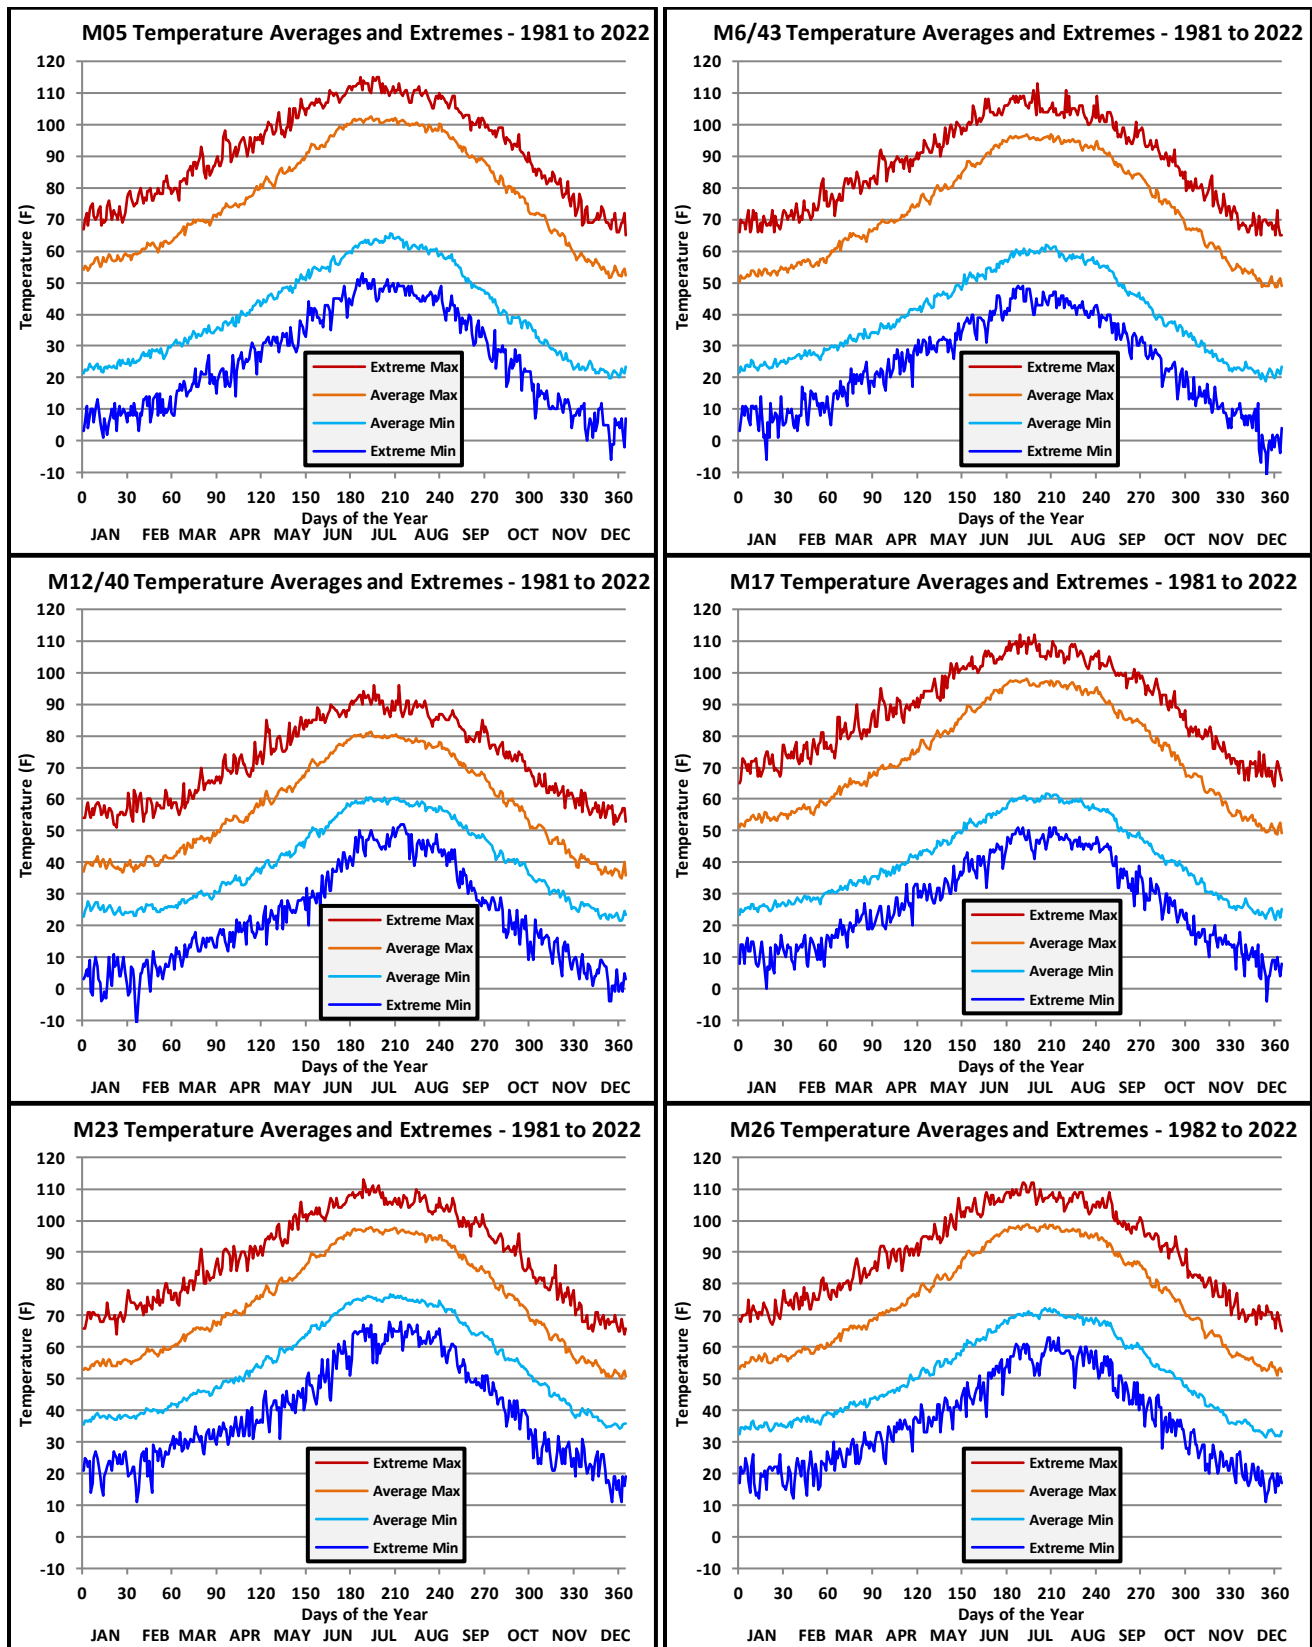 M05 Temperature Averages and Extremes - 1981 to 2022
Temperature (F)
120
110
100
90
80
70
60
50
40
30
20
10
0
-10
Extreme Max
Average Max
Average Min
Extreme Min
0 30 60 90 120 150 180 210 240 270 300 330 360
Days of the Year
JAN FEB MAR APR MAY JUN JUL AUG SEP OCT NOV DEC
M6/43 Temperature Averages and Extremes - 1981 to 2022
Temperature (F)
120
110
100
90
80
70
60
50
40
30
20
10
0
-10
Extreme Max
Average Max
Average Min
Extreme Min
0 30 60 90 120 150 180 210 240 270 300 330 360
Days of the Year
JAN FEB MAR APR MAY JUN JUL AUG SEP OCT NOV DEC
M12/40 Temperature Averages and Extremes - 1981 to 2022
Temperature (F)
120
110
100
90
80
70
60
50
40
30
20
10
0
-10
Extreme Max
Average Max
Average Min
Extreme Min
0 30 60 90 120 150 180 210 240 270 300 330 360
Days of the Year
JAN FEB MAR APR MAY JUN JUL AUG SEP OCT NOV DEC
M17 Temperature Averages and Extremes - 1981 to 2022
Temperature (F)
120
110
100
90
80
70
60
50
40
30
20
10
0
-10
Extreme Max
Average Max
Average Min
Extreme Min
0 30 60 90 120 150 180 210 240 270 300 330 360
Days of the Year
JAN FEB MAR APR MAY JUN JUL AUG SEP OCT NOV DEC
M23 Temperature Averages and Extremes - 1981 to 2022
Temperature (F)
120
110
100
90
80
70
60
50
40
30
20
10
0
-10
Extreme Max
Average Max
Average Min
Extreme Min
0 30 60 90 120 150 180 210 240 270 300 330 360
Days of the Year
JAN FEB MAR APR MAY JUN JUL AUG SEP OCT NOV DEC
M26 Temperature Averages and Extremes - 1982 to 2022
Temperature (F)
120
110
100
90
80
70
60
50
40
30
20
10
0
-10
Extreme Max
Average Max
Average Min
Extreme Min
0 30 60 90 120 150 180 210 240 270 300 330 360
Days of the Year
JAN FEB MAR APR MAY JUN JUL AUG SEP OCT NOV DEC